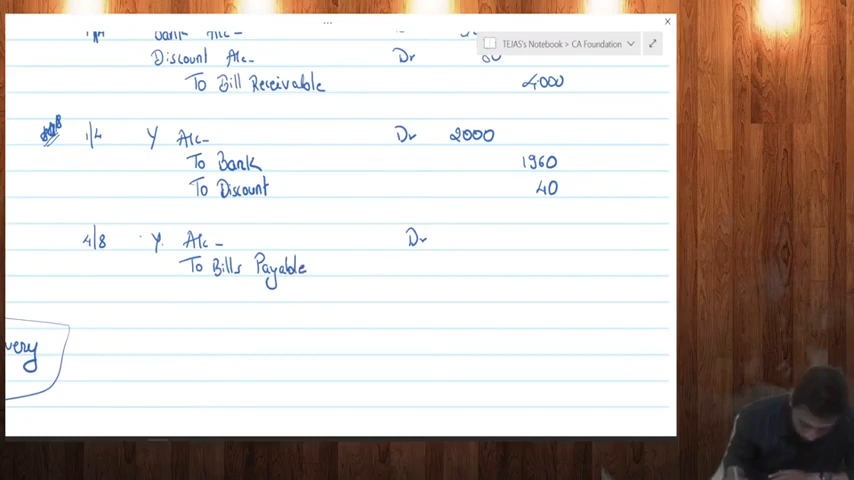 TEJAS's Notebook > CA Foundation
Bank A/c-
Discount A/c- Dr
To Bill Receivable 4000
1/4 Y A/c- Dr 2000
To Bank 1960
To Discount 40
4/8 Y. A/c- Dr
To Bills Payable
very